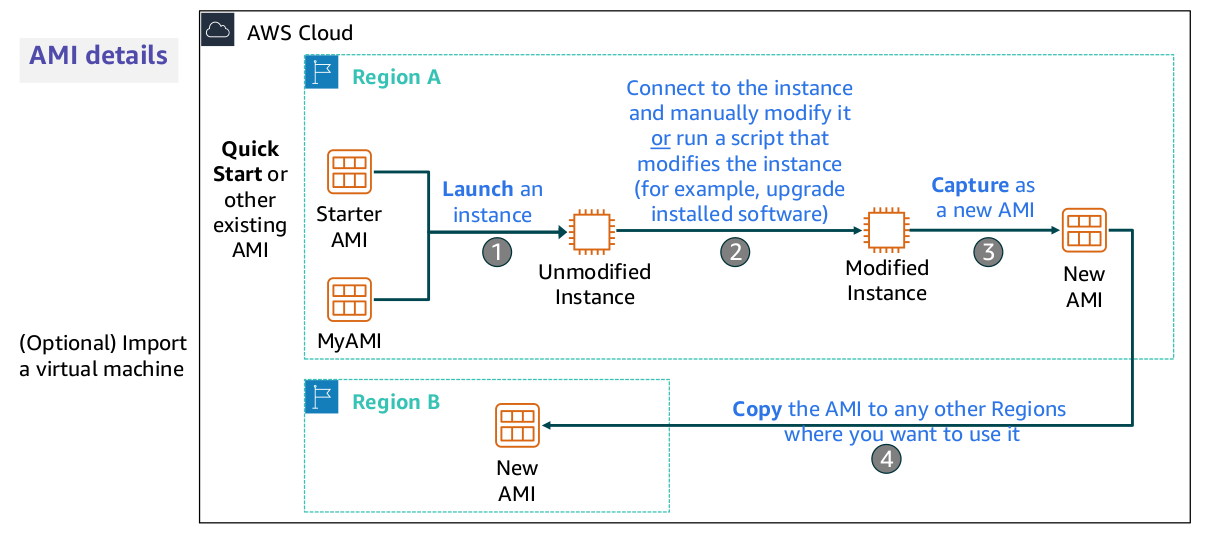 AMI details
AWS Cloud
Region A
Quick
Start or
other
existing
AMI
Starter
AMI
MyAMI
(Optional) Import
a virtual machine
Launch an
instance
1
Unmodified
Instance
Connect to the instance
and manually modify it
or run a script that
modifies the instance
(for example, upgrade
installed software)
2
Modified
Instance
Capture as
a new AMI
3
New
AMI
Region B
New
AMI
Copy the AMI to any other Regions
where you want to use it
4